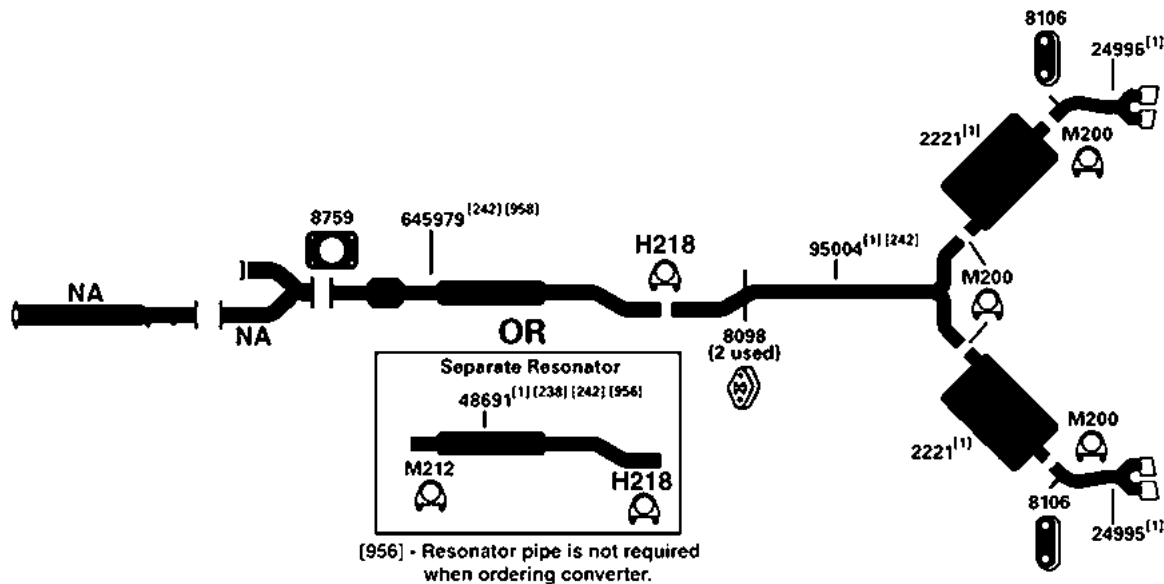 8106
24996[1]
2221[1]
M200
8759
645979[242][958]
H218
95004[1][242]
M200
NA
NA
OR
8098
(2 used)
Separate Resonator
48691[1][238][242][956]
M212
H218
M200
2221[1]
8106
24995[1]
[956] - Resonator pipe is not required
when ordering converter.